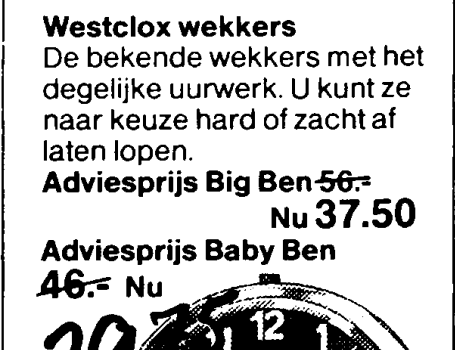 Westclox wekkers
De bekende wekkers met het
degelijke uurwerk. U kunt ze
naar keuze hard of zacht af
laten lopen.
Adviesprijs Big Ben 56.-
Nu 37.50
Adviesprijs Baby Ben
46.- Nu
12
1